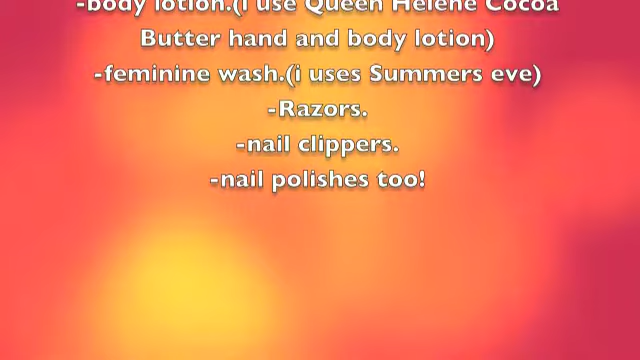 -body lotion.(i use Queen Helene Cocoa
Butter hand and body lotion)
-feminine wash.(i uses Summers eve)
-Razors.
-nail clippers.
-nail polishes too!